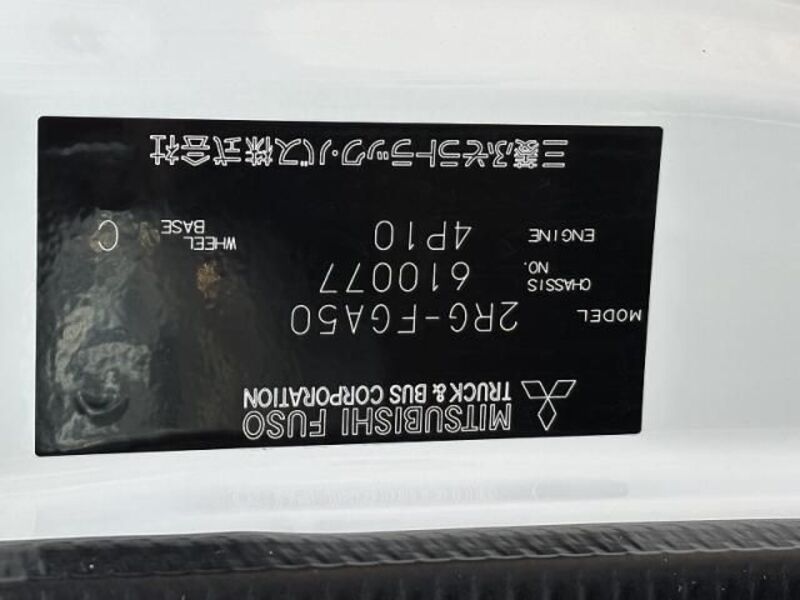 MITSUBISHI FUSO
TRUCK & BUS CORPORATION
MODEL 2RG-FGA50
CHASSIS NO. 610077
ENGINE 4P10 WHEEL BASE C
三菱ふそうトラック・バス株式会社